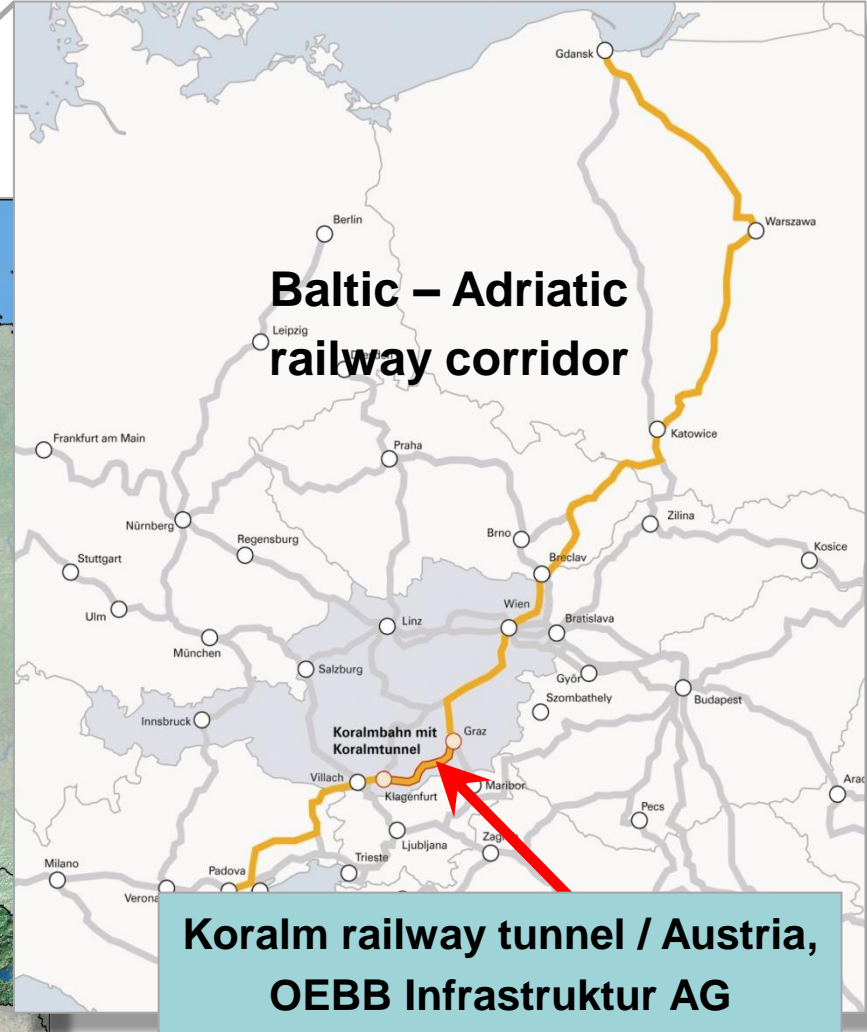 Gdansk
Berlin
Warszawa
Baltic – Adriatic
railway corridor
Leipzig
Katowice
Frankfurt am Main
Praha
Nürnberg
Regensburg
Brno
Zilina
Kosice
Stuttgart
Breclav
Ulm
Linz
Wien
Bratislava
München
Salzburg
Györ
Szombathely
Budapest
Innsbruck
Koralmbahn mit
Koralmtunnel
Graz
Villach
Klagenfurt
Maribor
Pecs
Ljubljana
Milano
Padova
Trieste
Verona
Koralm railway tunnel / Austria,
OEBB Infrastruktur AG